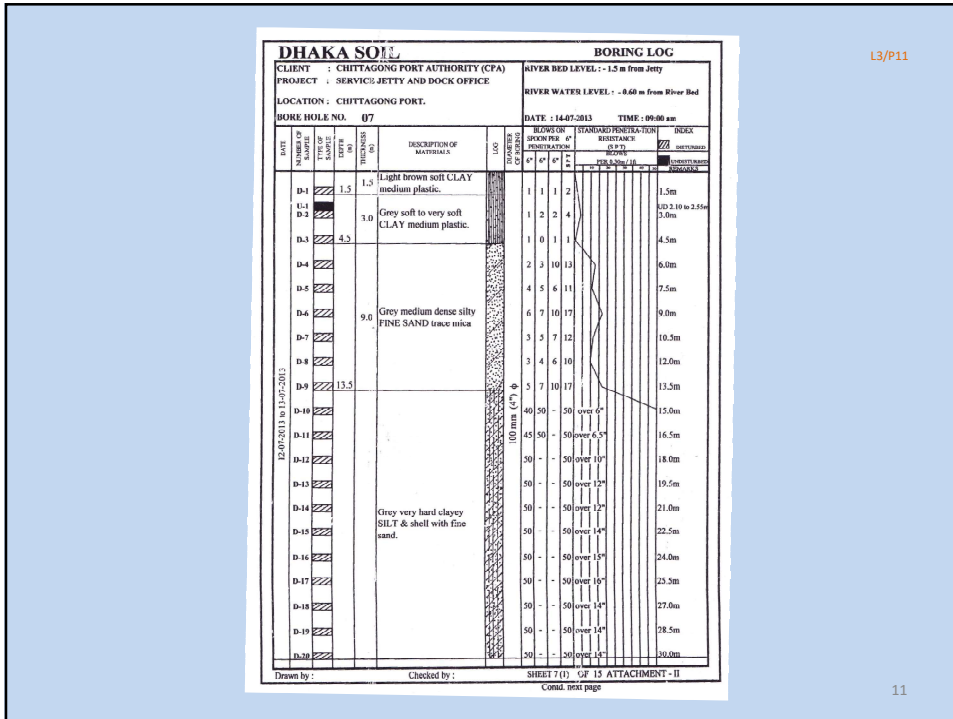 L3/P11
DHAKA SOIL
BORING LOG
CLIENT : CHITTAGONG PORT AUTHORITY (CPA)
PROJECT : SERVICE JETTY AND DOCK OFFICE
LOCATION : CHITTAGONG PORT.
BORE HOLE NO. 07
RIVER BED LEVEL : - 1.5 m from Jetty
RIVER WATER LEVEL : - 0.60 m from River Bed
DATE : 14-07-2013 TIME : 09:00 am
DATE
NUMBER OF SAMPLE
TYPE OF SAMPLE
DEPTH (m)
THICKNESS (m)
DESCRIPTION OF MATERIALS
LOG
DIAMETER OF BORING
BLOWS ON SPOON PER 6" PENETRATION
6" 6" 6" SPT
STANDARD PENETRA-TION RESISTANCE (S P T)
BLOWS PER 0.30m / 1ft
INDEX
DISTURBED
UNDISTURBED
REMARKS
12-07-2013 to 13-07-2013
100 mm (4") ф
1.5 Light brown soft CLAY medium plastic.
D-1 1.5 1 1 1 2 1.5m
U-1 UD 2.10 to 2.55m
D-2 1 2 2 4 3.0m
3.0 Grey soft to very soft CLAY medium plastic.
D-3 4.5 1 0 1 1 4.5m
D-4 2 3 10 13 6.0m
D-5 4 5 6 11 7.5m
D-6 6 7 10 17 9.0m
9.0 Grey medium dense silty FINE SAND trace mica
D-7 3 5 7 12 10.5m
D-8 3 4 6 10 12.0m
D-9 13.5 5 7 10 17 13.5m
D-10 40 50 - 50 over 6" 15.0m
D-11 45 50 - 50 over 6.5" 16.5m
D-12 50 - - 50 over 10" 18.0m
D-13 50 - - 50 over 12" 19.5m
D-14 50 - - 50 over 12" 21.0m
Grey very hard clayey SILT & shell with fine sand.
D-15 50 - - 50 over 14" 22.5m
D-16 50 - - 50 over 15" 24.0m
D-17 50 - - 50 over 16" 25.5m
D-18 50 - - 50 over 14" 27.0m
D-19 50 - - 50 over 14" 28.5m
D-20 50 - - 50 over 14" 30.0m
Drawn by : Checked by : SHEET 7 (1) OF 15 ATTACHMENT - II
Contd. next page
11